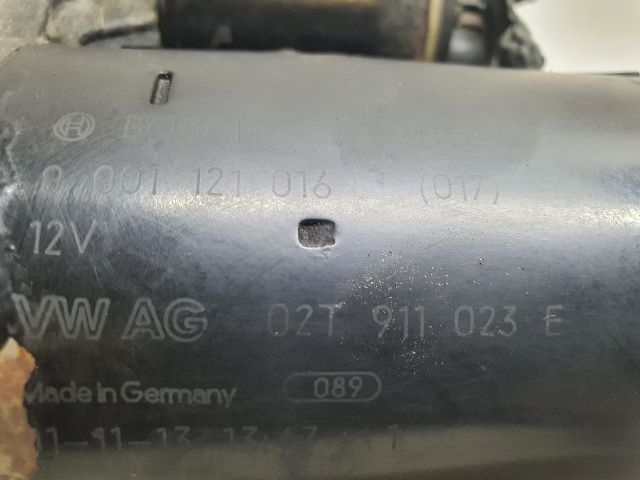 BOSCH
0 001 121 016 (017)
12V
VW AG 02T 911 023 E
Made in Germany 089